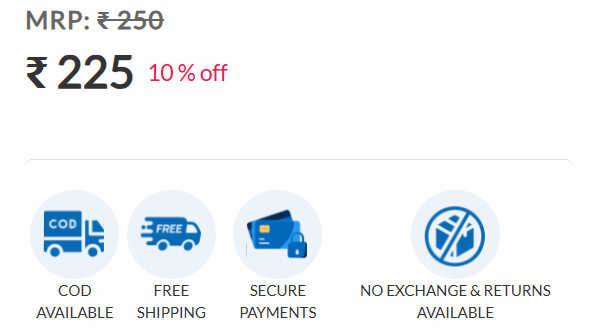 MRP: ₹ 250
₹ 225 10 % off
COD FREE
COD FREE SECURE NO EXCHANGE & RETURNS
AVAILABLE SHIPPING PAYMENTS AVAILABLE